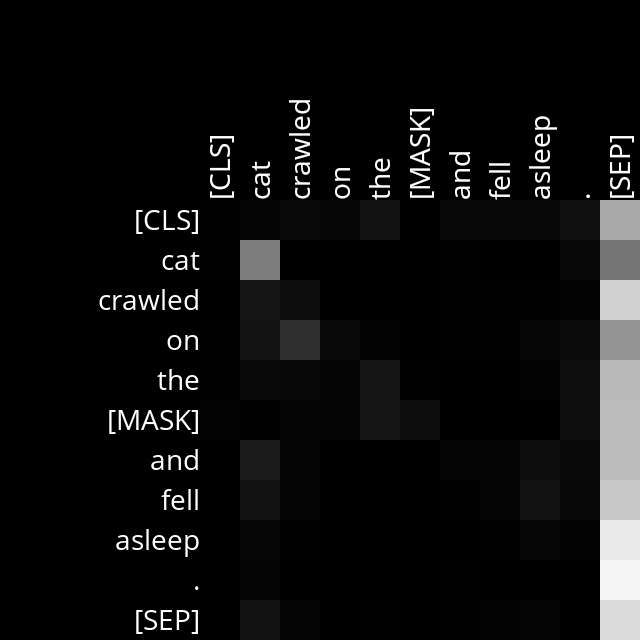 [CLS] cat crawled on the [MASK] and fell asleep . [SEP]
[CLS]
cat
crawled
on
the
[MASK]
and
fell
asleep
.
[SEP]